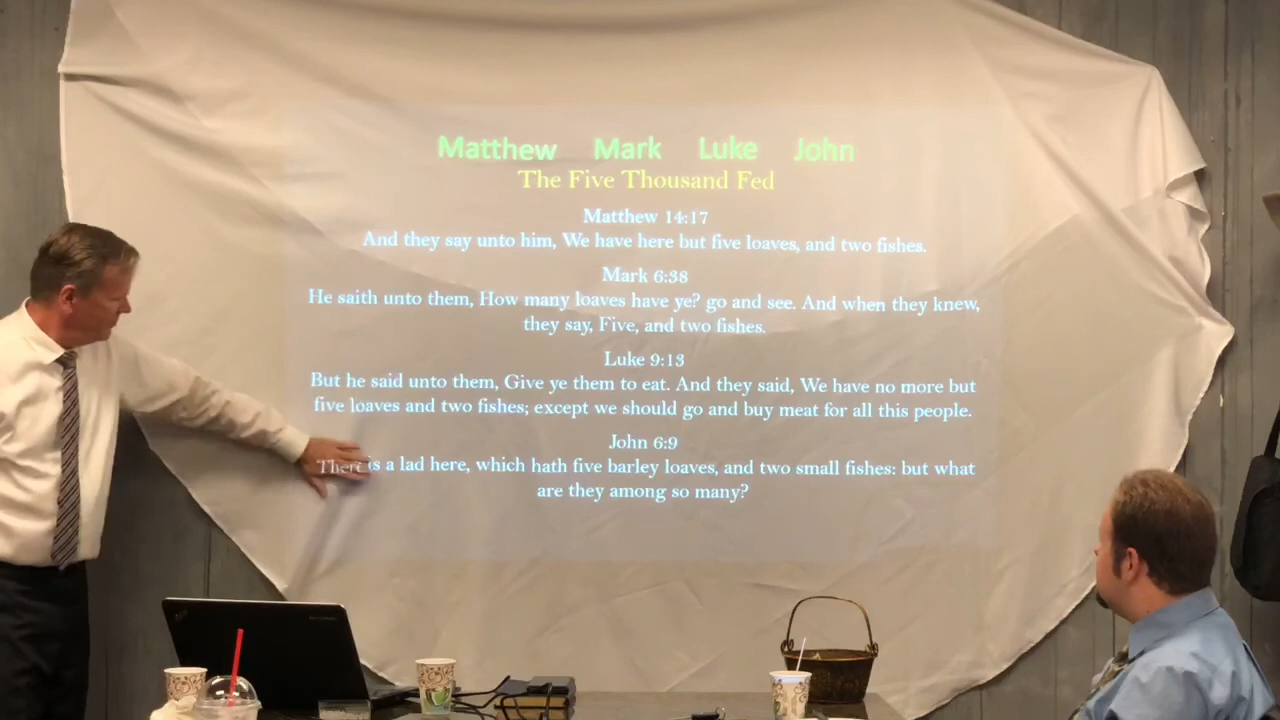 Matthew Mark Luke John
The Five Thousand Fed
Matthew 14:17
And they say unto him, We have here but five loaves, and two fishes.
Mark 6:38
He saith unto them, How many loaves have ye? go and see. And when they knew,
they say, Five, and two fishes.
Luke 9:13
But he said unto them, Give ye them to eat. And they said, We have no more but
five loaves and two fishes; except we should go and buy meat for all this people.
John 6:9
There is a lad here, which hath five barley loaves, and two small fishes: but what
are they among so many?